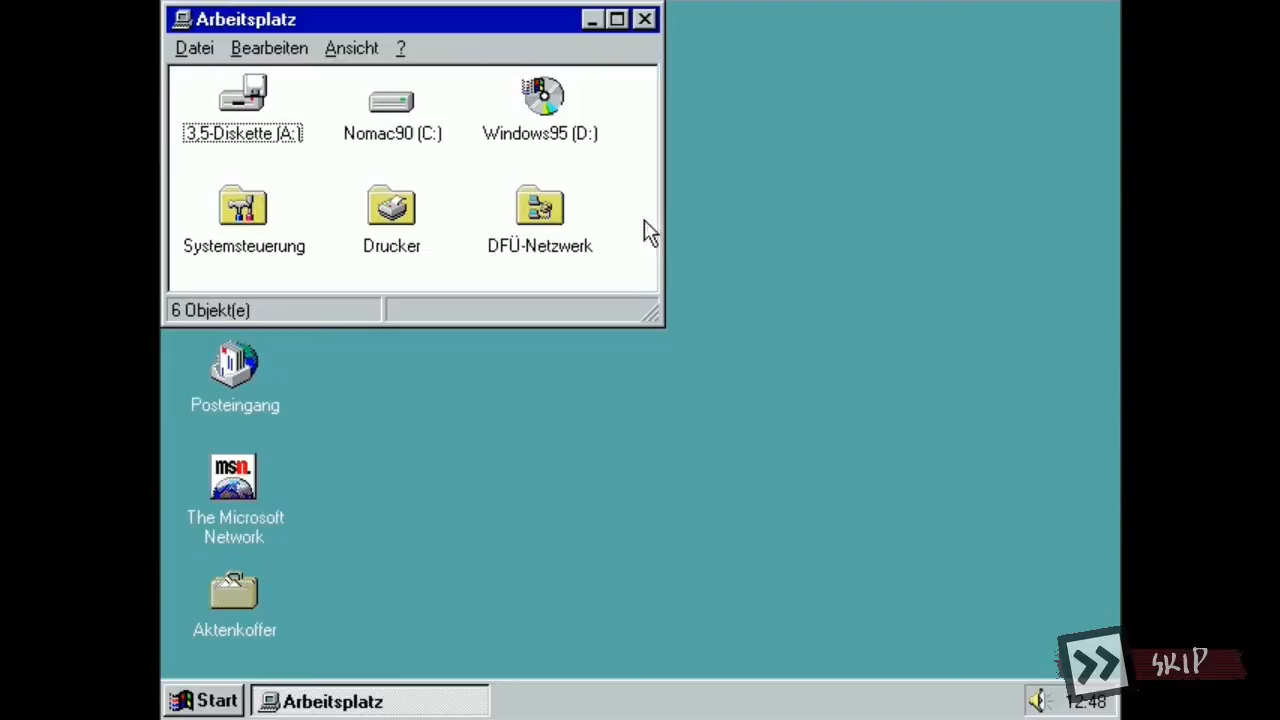 Arbeitsplatz
Datei Bearbeiten Ansicht ?
3,5-Diskette (A:) Nomac90 (C:) Windows95 (D:)
Systemsteuerung Drucker DFÜ-Netzwerk
6 Objekt(e)
Posteingang
msn.
The Microsoft
Network
Aktenkoffer
SKIP
Start Arbeitsplatz 12:48